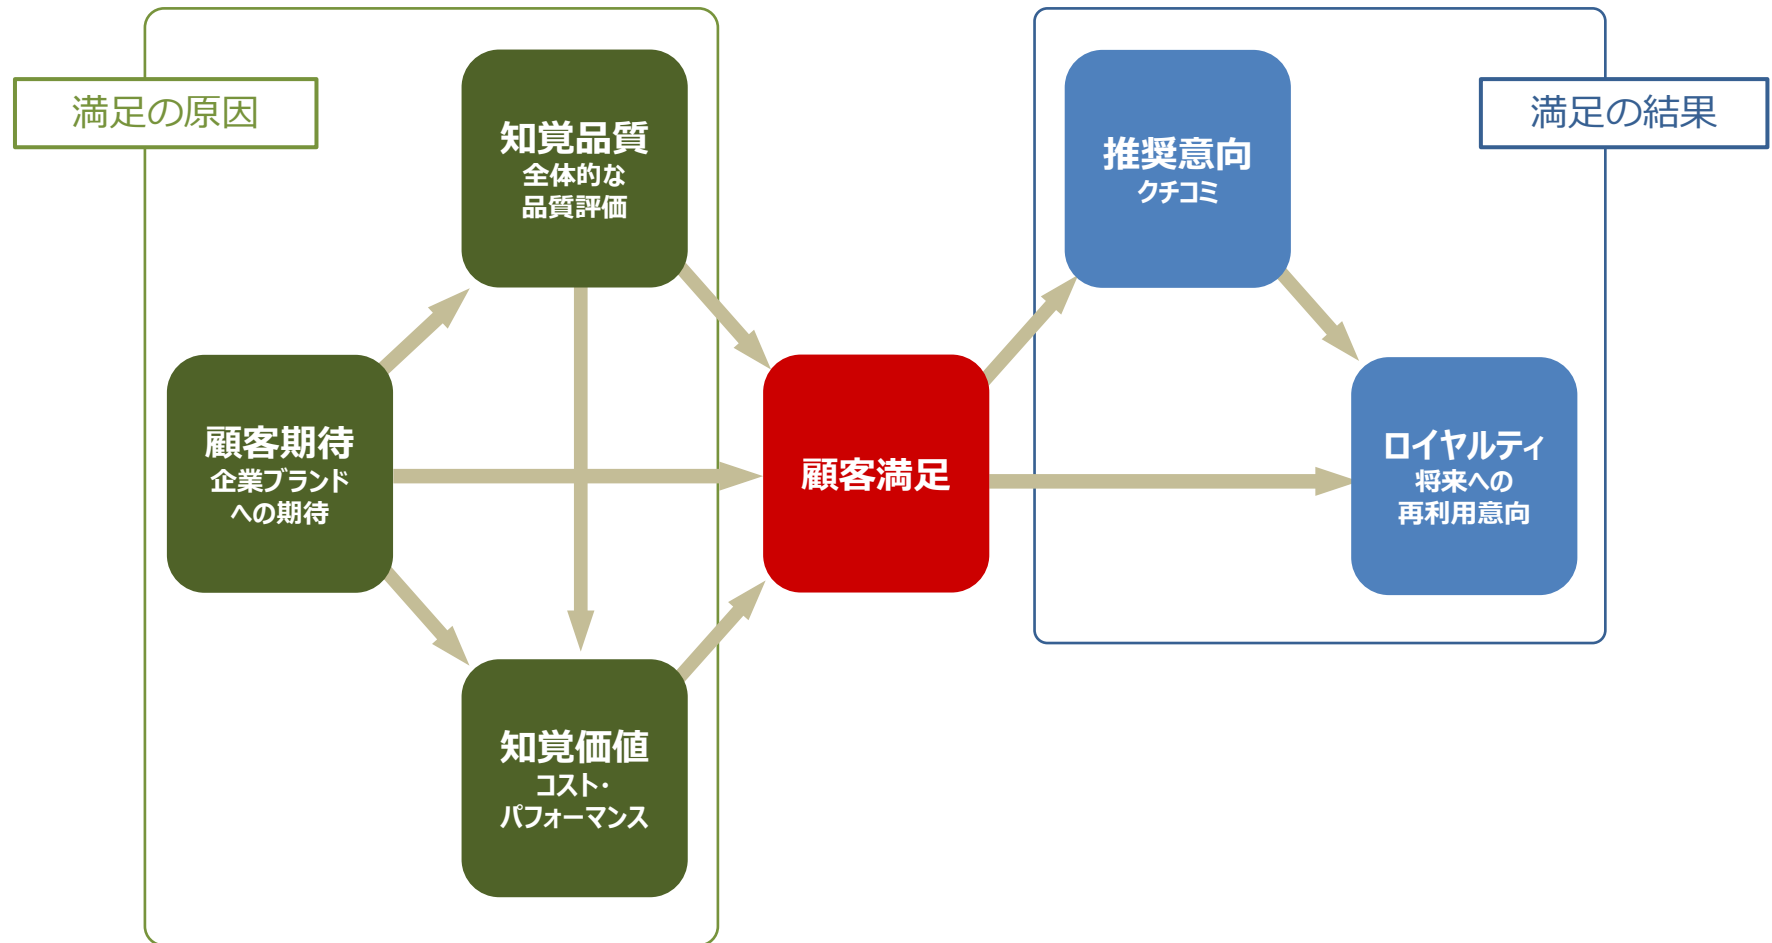 満足の原因
知覚品質
全体的な
品質評価
顧客期待
企業ブランド
への期待
知覚価値
コスト・
パフォーマンス
顧客満足
満足の結果
推奨意向
クチコミ
ロイヤルティ
将来への
再利用意向